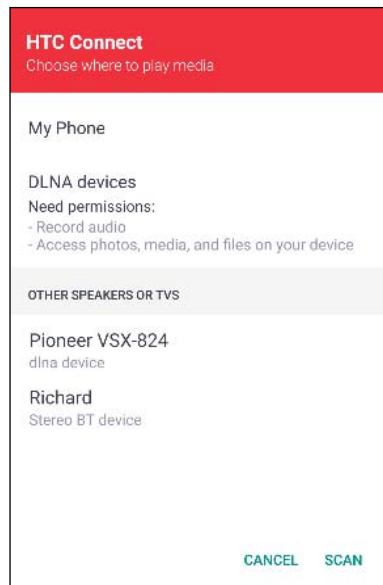 HTC Connect
Choose where to play media
My Phone
DLNA devices
Need permissions:
- Record audio
- Access photos, media, and files on your device
OTHER SPEAKERS OR TVS
Pioneer VSX-824
dlna device
Richard
Stereo BT device
CANCEL SCAN